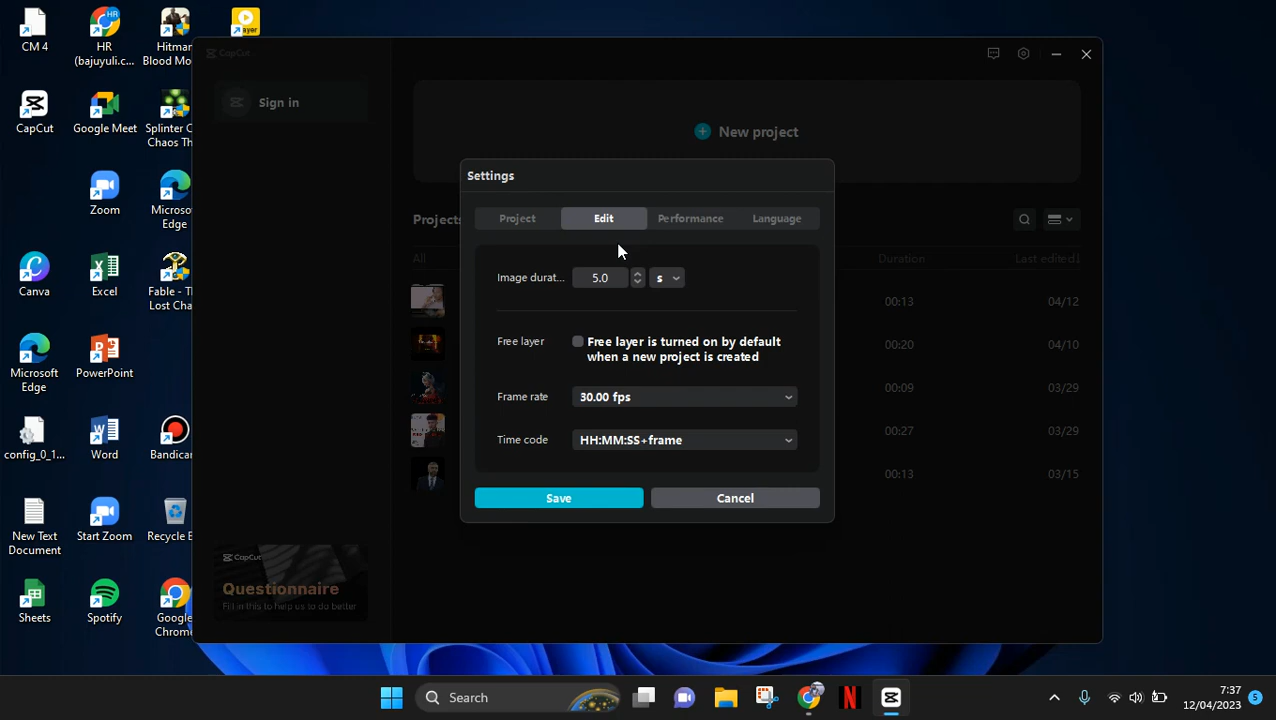 CM 4
HR
(bajuyuli.c...
Hitman
Blood Mo
ayer
CapCut
Google Meet
Splinter C
Chaos Th
Zoom
Microso
Edge
Canva
Excel
Fable - T
Lost Cha
Microsoft
Edge
PowerPoint
config_0_1...
Word
Bandica
New Text
Document
Start Zoom
Recycle B
Sheets
Spotify
Google
Chrome
CapCut
Sign in
New project
Projects
All
Duration
Last edited↓
00:13
04/12
00:20
04/10
00:09
03/29
00:27
03/29
00:13
03/15
Settings
Project
Edit
Performance
Language
Image durat...
5.0
s
Free layer
Free layer is turned on by default
when a new project is created
Frame rate
30.00 fps
Time code
HH:MM:SS+frame
Save
Cancel
CapCut
Questionnaire
Fill in this to help us to do better
Search
7:37
12/04/2023
5